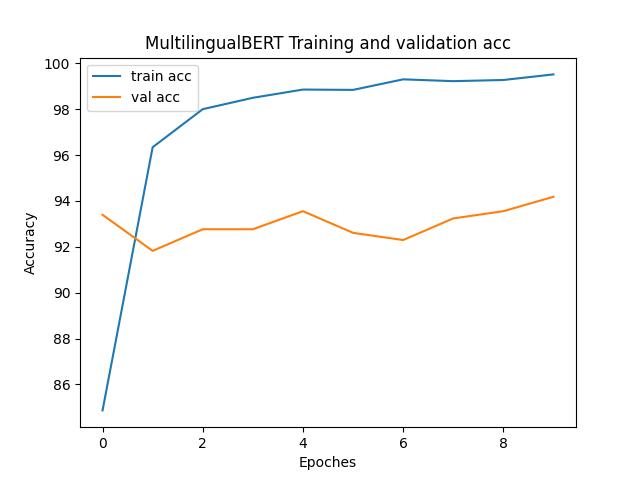 MultilingualBERT Training and validation acc
train acc
val acc
Accuracy
100
98
96
94
92
90
88
86
0 2 4 6 8
Epoches